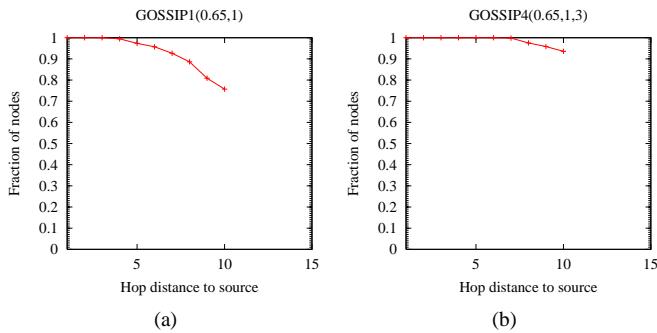 GOSSIP1(0.65,1)
1
0.9
0.8
0.7
0.6
0.5
0.4
0.3
0.2
0.1
0
Fraction of nodes
5 10 15
Hop distance to source
(a)
GOSSIP4(0.65,1,3)
1
0.9
0.8
0.7
0.6
0.5
0.4
0.3
0.2
0.1
0
Fraction of nodes
5 10 15
Hop distance to source
(b)